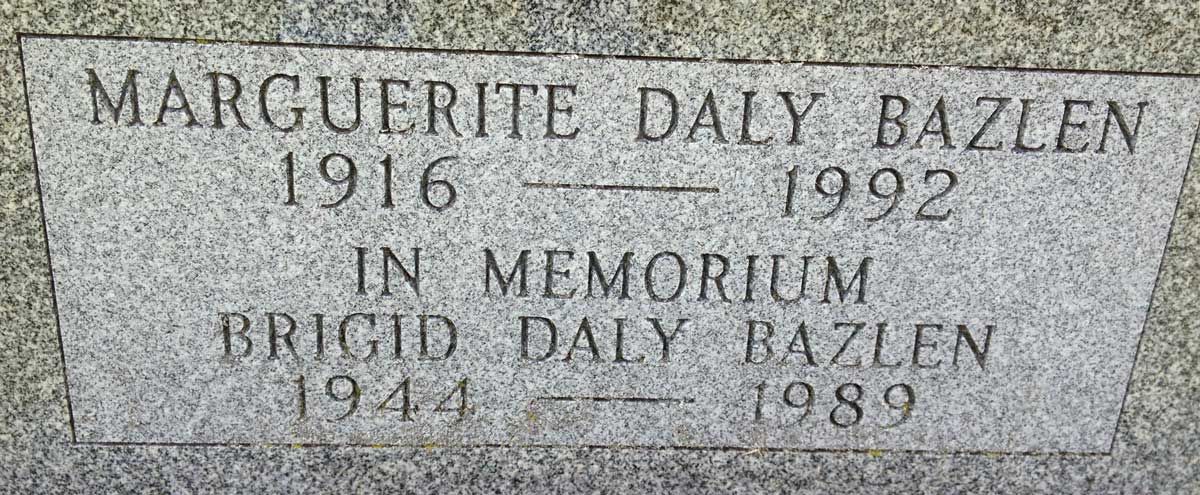 MARGUERITE DALY BAZLEN
1916 — 1992
IN MEMORIUM
BRIGID DALY BAZLEN
1944 — 1989